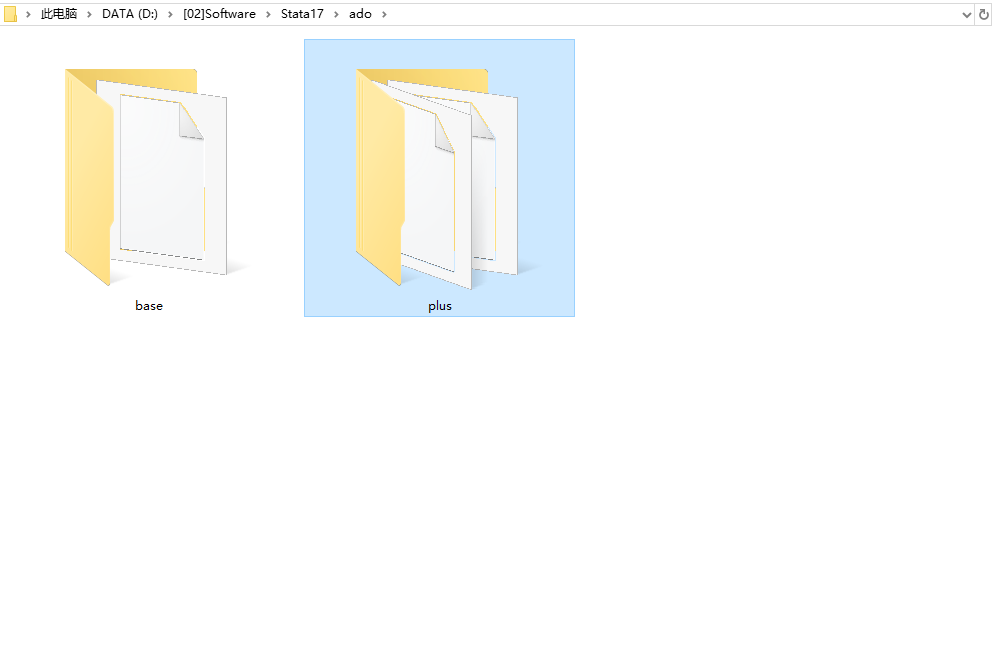 此电脑 DATA (D:) [02]Software Stata17 ado
base plus